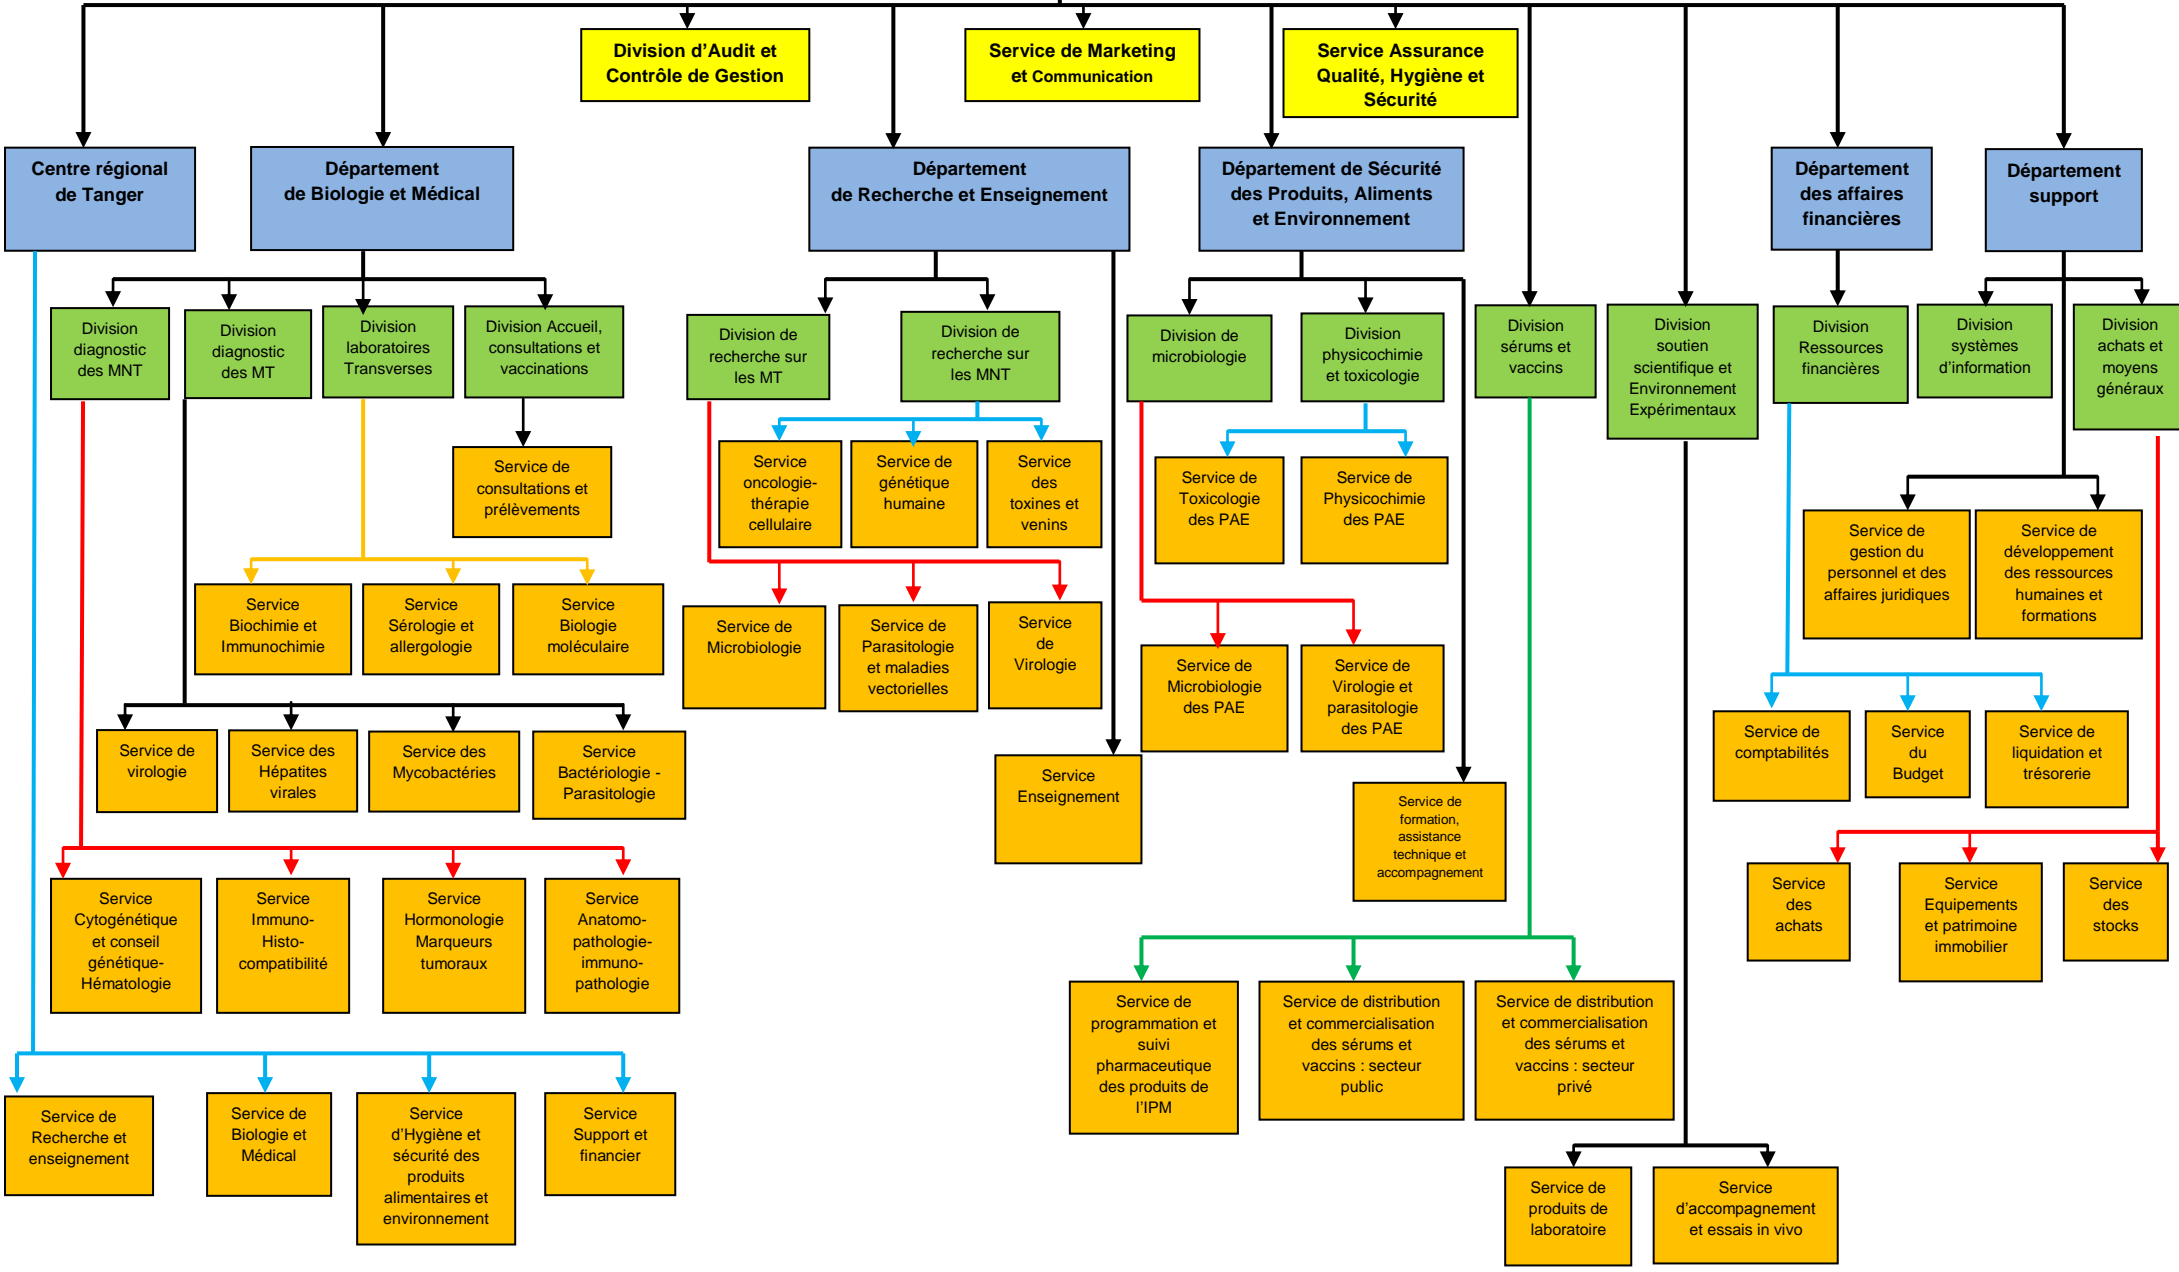 Division d’Audit et
Contrôle de Gestion
Service de Marketing
et Communication
Service Assurance
Qualité, Hygiène et
Sécurité
Centre régional
de Tanger
Département
de Biologie et Médical
Département
de Recherche et Enseignement
Département de Sécurité
des Produits, Aliments
et Environnement
Département
des affaires
financières
Département
support
Division
diagnostic
des MNT
Division
diagnostic
des MT
Division
laboratoires
Transverses
Division Accueil,
consultations et
vaccinations
Division de
recherche sur
les MT
Division de
recherche sur
les MNT
Division de
microbiologie
Division
physicochimie
et toxicologie
Division
sérums et
vaccins
Division
soutien
scientifique et
Environnement
Expérimentaux
Division
Ressources
financières
Division
systèmes
d’information
Division
achats et
moyens
généraux
Service de
consultations et
prélèvements
Service
oncologie-
thérapie
cellulaire
Service de
génétique
humaine
Service
des
toxines et
venins
Service de
Toxicologie
des PAE
Service de
Physicochimie
des PAE
Service de
gestion du
personnel et des
affaires juridiques
Service de
développement
des ressources
humaines et
formations
Service
Biochimie et
Immunochimie
Service
Sérologie et
allergologie
Service
Biologie
moléculaire
Service de
Microbiologie
Service de
Parasitologie
et maladies
vectorielles
Service
de
Virologie
Service de
Microbiologie
des PAE
Service de
Virologie et
parasitologie
des PAE
Service de
comptabilités
Service
du
Budget
Service de
liquidation et
trésorerie
Service de
virologie
Service des
Hépatites
virales
Service des
Mycobactéries
Service
Bactériologie -
Parasitologie
Service
Enseignement
Service de
formation,
assistance
technique et
accompagnement
Service
des
achats
Service
Equipements
et patrimoine
immobilier
Service
des
stocks
Service
Cytogénétique
et conseil
génétique-
Hématologie
Service
Immuno-
Histo-
compatibilité
Service
Hormonologie
Marqueurs
tumoraux
Service
Anatomo-
pathologie-
immuno-
pathologie
Service de
programmation et
suivi
pharmaceutique
des produits de
l’IPM
Service de distribution
et commercialisation
des sérums et
vaccins : secteur
public
Service de distribution
et commercialisation
des sérums et
vaccins : secteur
privé
Service de
Recherche et
enseignement
Service de
Biologie et
Médical
Service
d’Hygiène et
sécurité des
produits
alimentaires et
environnement
Service
Support et
financier
Service de
produits de
laboratoire
Service
d’accompagnement
et essais in vivo